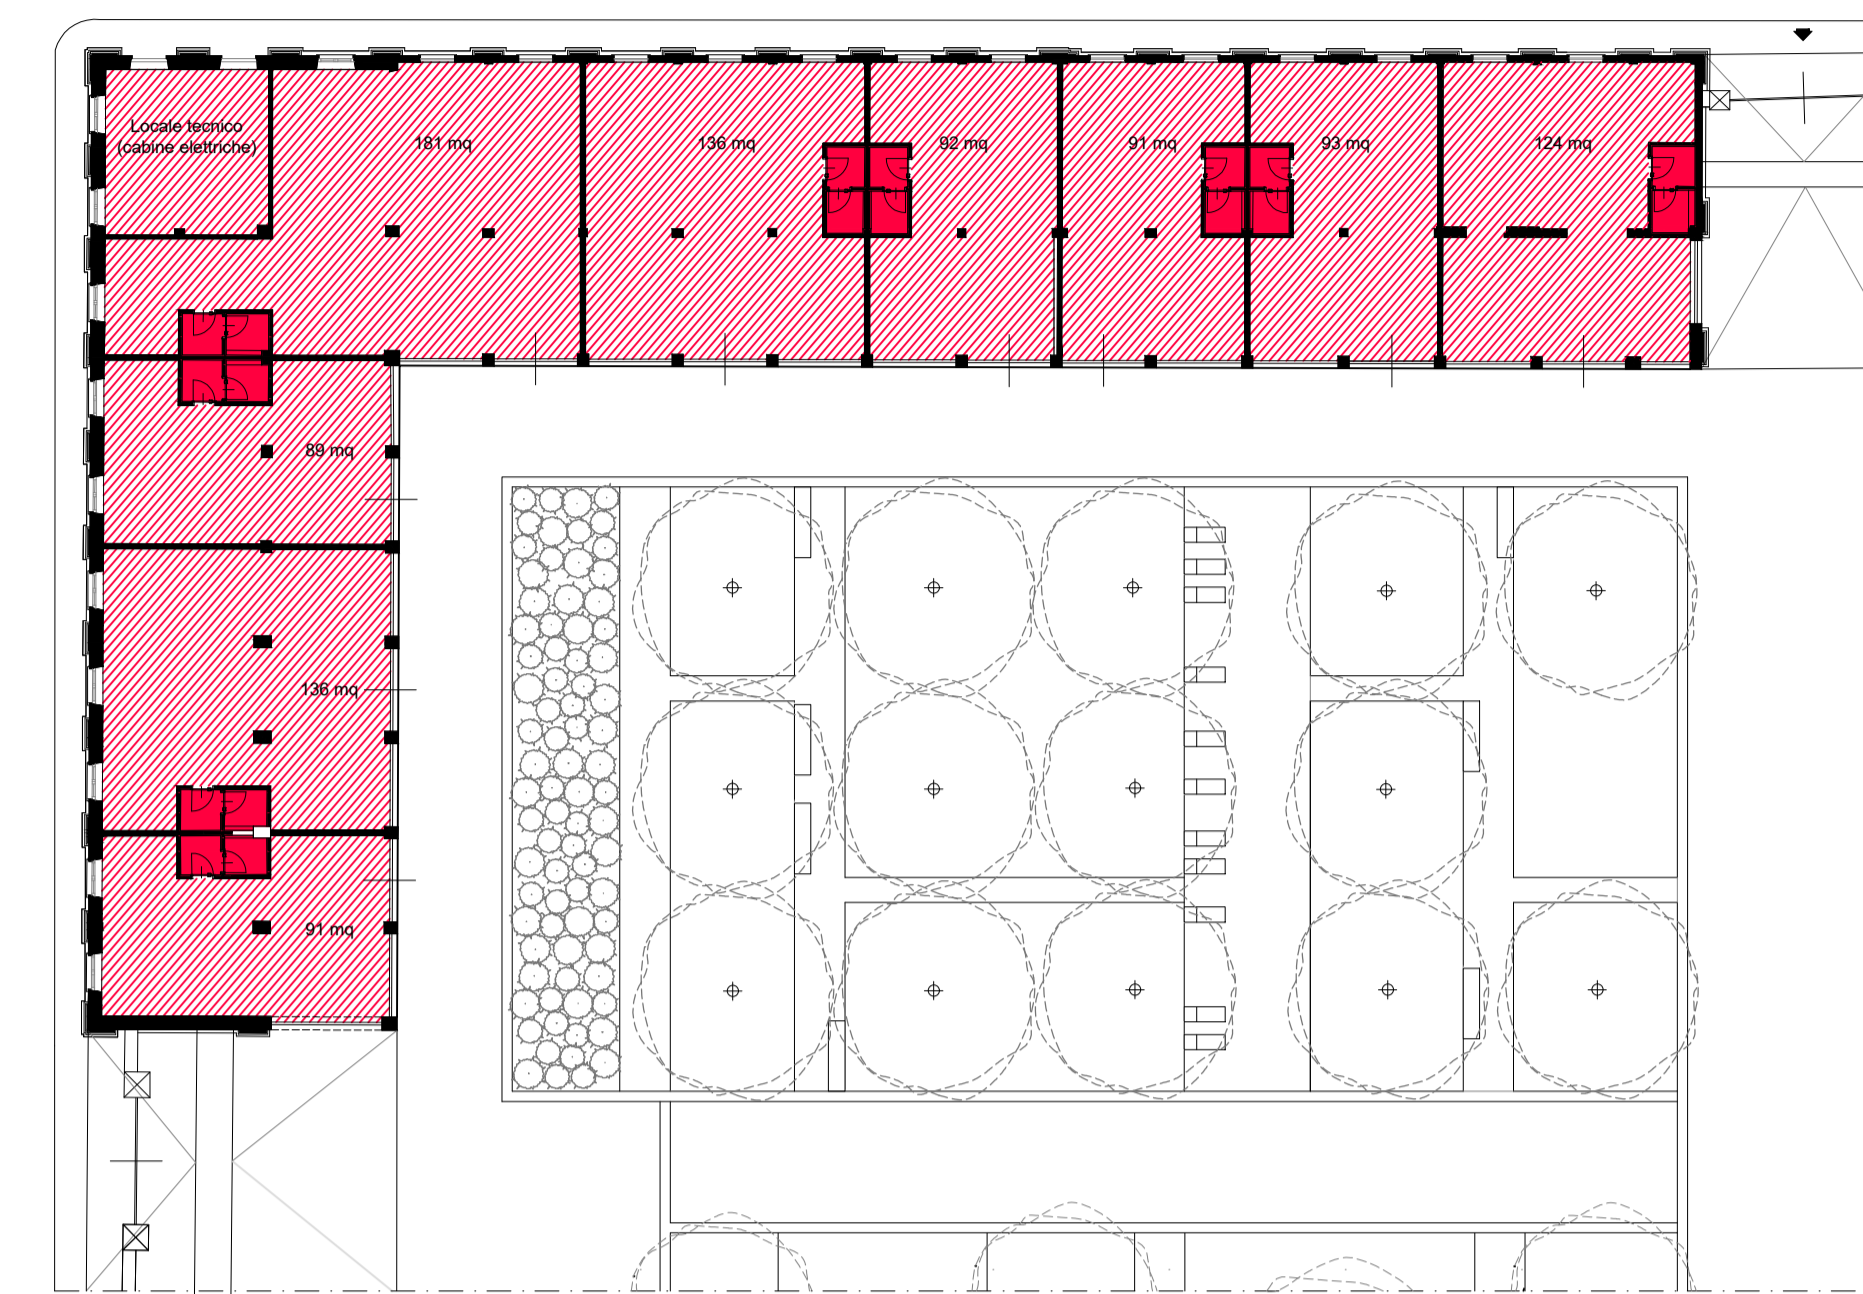 Locale tecnico
(cabine elettriche)
181 mq
136 mq
92 mq
91 mq
93 mq
124 mq
89 mq
136 mq
91 mq